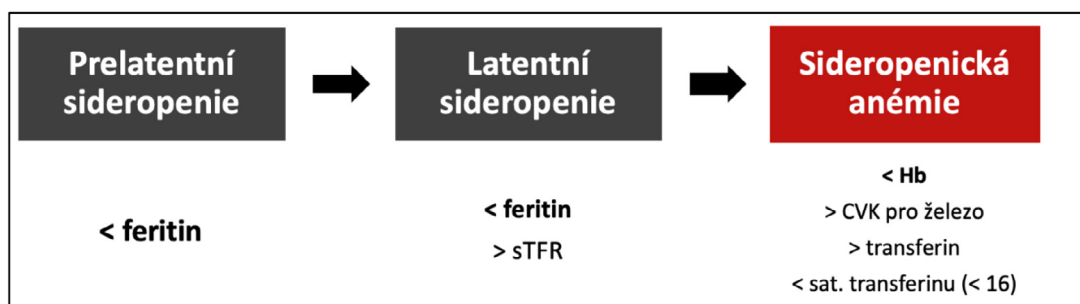 Prelatentní
sideropenie
Latentní
sideropenie
Sideropenická
anémie
< feritin
< feritin
> sTFR
< Hb
> CVK pro železo
> transferin
< sat. transferinu (< 16)